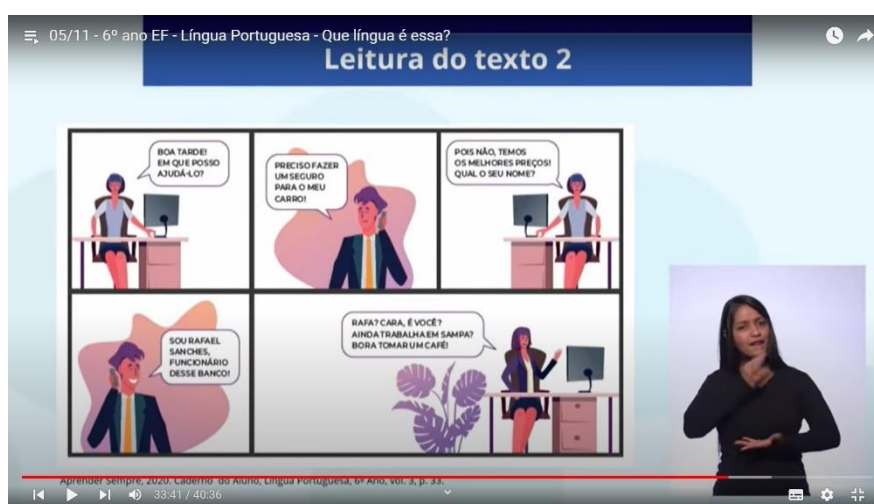 05/11 - 6º ano EF - Língua Portuguesa - Que língua é essa?
Leitura do texto 2
BOA TARDE!
EM QUE POSSO
AJUDÁ-LO?
PRECISO FAZER
UM SEGURO
PARA O MEU
CARRO!
POIS NÃO, TEMOS
OS MELHORES PREÇOS!
QUAL O SEU NOME?
SOU RAFAEL
SANCHES,
FUNCIONÁRIO
DESSE BANCO!
RAFA? CARA, É VOCÊ?
AINDA TRABALHA EM SAMPA?
BORA TOMAR UM CAFÉ!
Aprender Sempre, 2020. Caderno do Aluno, Língua Portuguesa, 6º Ano, vol. 3, p. 33.
33:41 / 40:36